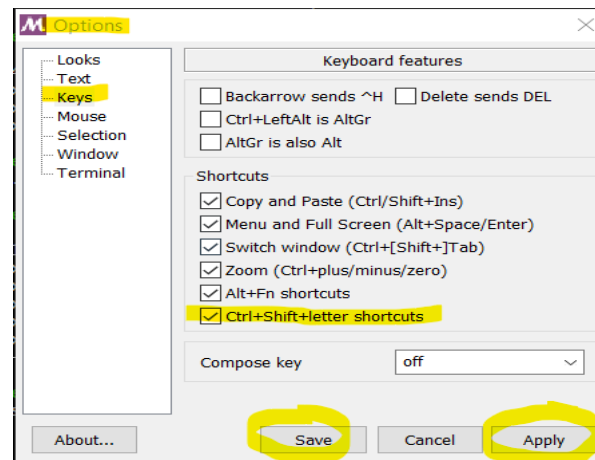 M Options
Looks
Text
Keys
Mouse
Selection
Window
Terminal
Keyboard features
Backarrow sends ^H Delete sends DEL
Ctrl+LeftAlt is AltGr
AltGr is also Alt
Shortcuts
Copy and Paste (Ctrl/Shift+Ins)
Menu and Full Screen (Alt+Space/Enter)
Switch window (Ctrl+[Shift+]Tab)
Zoom (Ctrl+plus/minus/zero)
Alt+Fn shortcuts
Ctrl+Shift+letter shortcuts
Compose key off
About... Save Cancel Apply